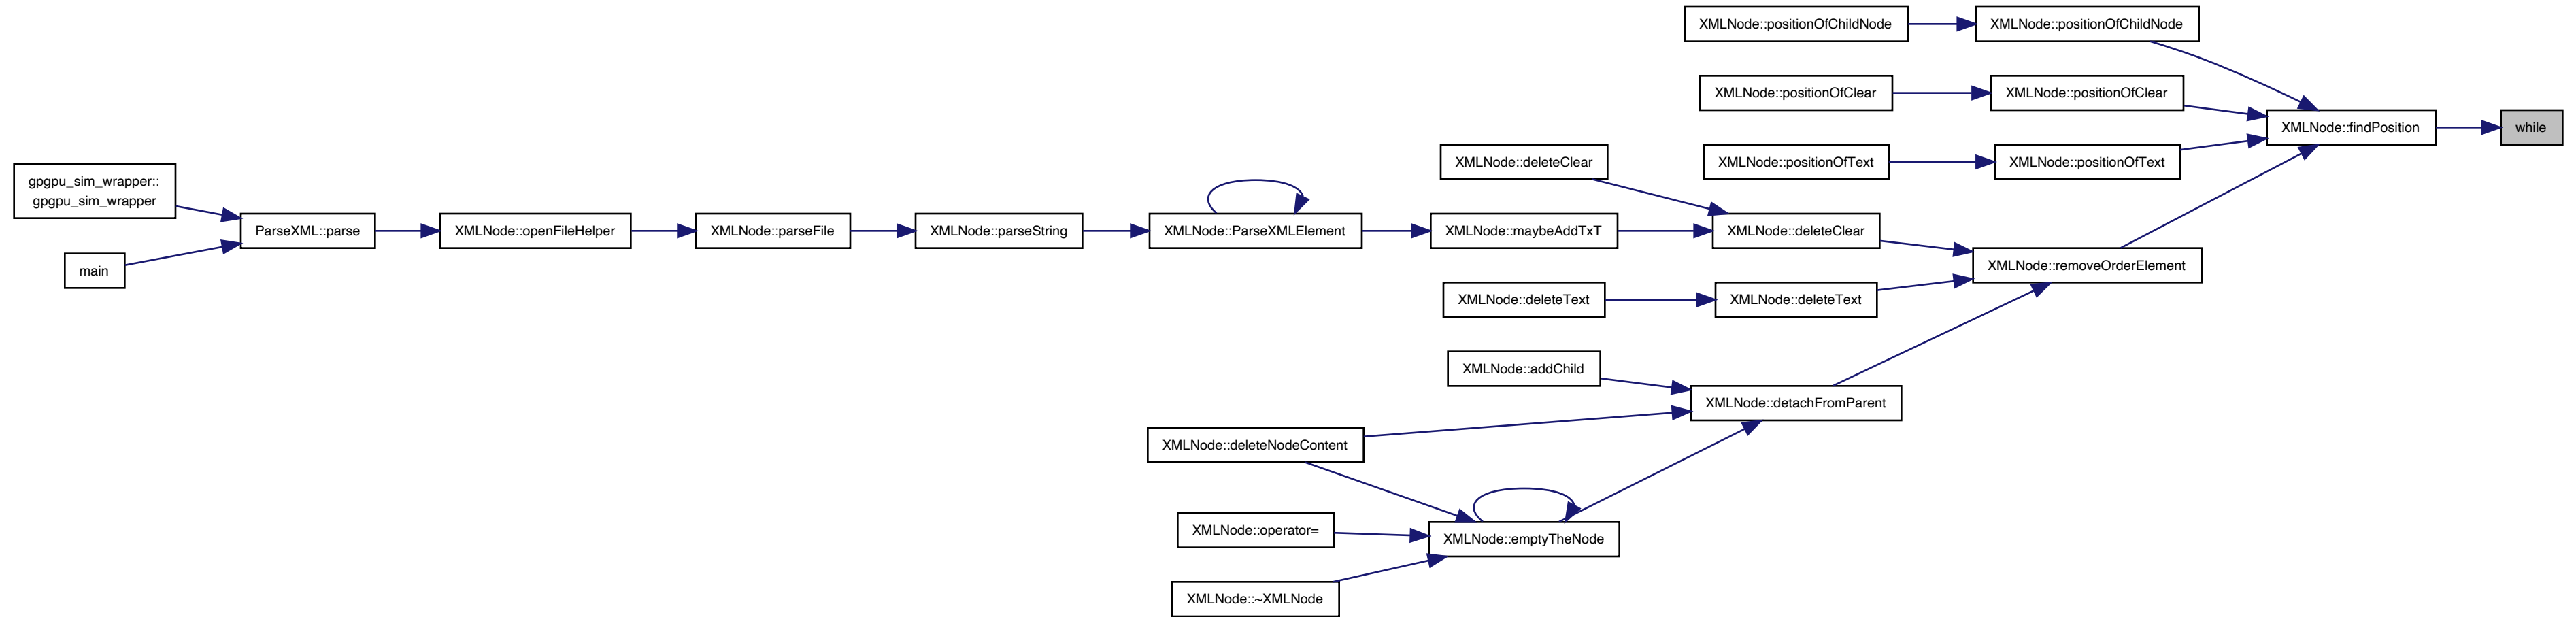 XMLNode::positionOfChildNode
XMLNode::positionOfChildNode
XMLNode::positionOfClear
XMLNode::positionOfClear
XMLNode::findPosition
while
XMLNode::deleteClear
XMLNode::positionOfText
XMLNode::positionOfText
gpgpu_sim_wrapper::
gpgpu_sim_wrapper
ParseXML::parse
XMLNode::openFileHelper
XMLNode::parseFile
XMLNode::parseString
XMLNode::ParseXMLElement
XMLNode::maybeAddTxT
XMLNode::deleteClear
main
XMLNode::removeOrderElement
XMLNode::deleteText
XMLNode::deleteText
XMLNode::addChild
XMLNode::detachFromParent
XMLNode::deleteNodeContent
XMLNode::operator=
XMLNode::emptyTheNode
XMLNode::~XMLNode